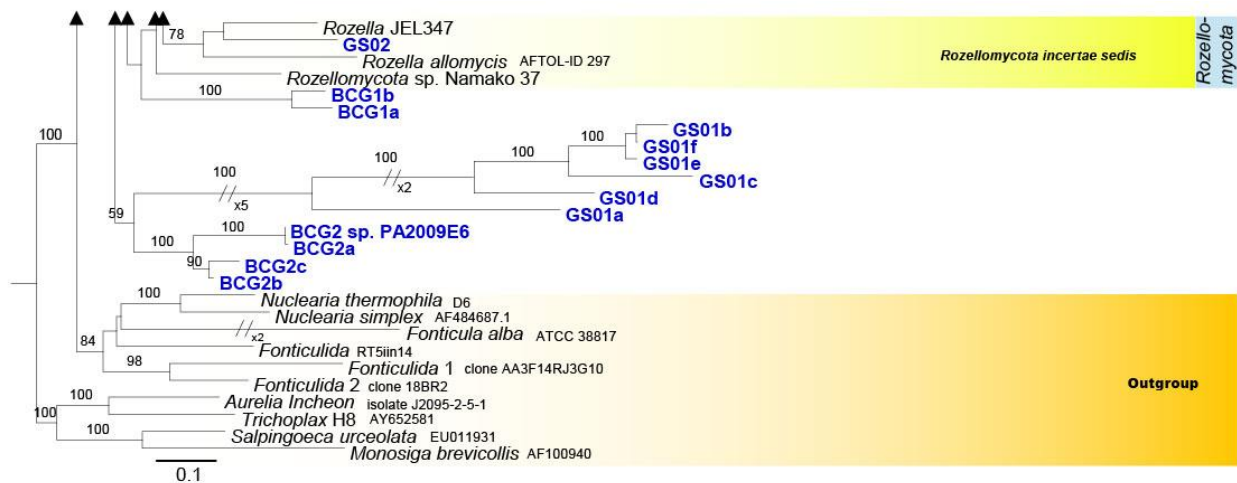 Rozella JEL347
78
GS02
Rozella allomycis AFTOL-ID 297
Rozellomycota incertae sedis
Rozello-
mycota
Rozellomycota sp. Namako 37
100
BCG1b
BCG1a
100
GS01b
100
GS01f
100
GS01e
100
x2
GS01c
100
x5
GS01d
GS01a
59
100
100
BCG2 sp. PA2009E6
BCG2a
90
BCG2c
BCG2b
100
Nuclearia thermophila D6
Nuclearia simplex AF484687.1
x2
Fonticula alba ATCC 38817
84
Fonticulida RT5iin14
98
Fonticulida 1 clone AA3F14RJ3G10
Fonticulida 2 clone 18BR2
Outgroup
100
100
Aurelia Incheon isolate J2095-2-5-1
Trichoplax H8 AY652581
100
Salpingoeca urceolata EU011931
Monosiga brevicollis AF100940
0.1